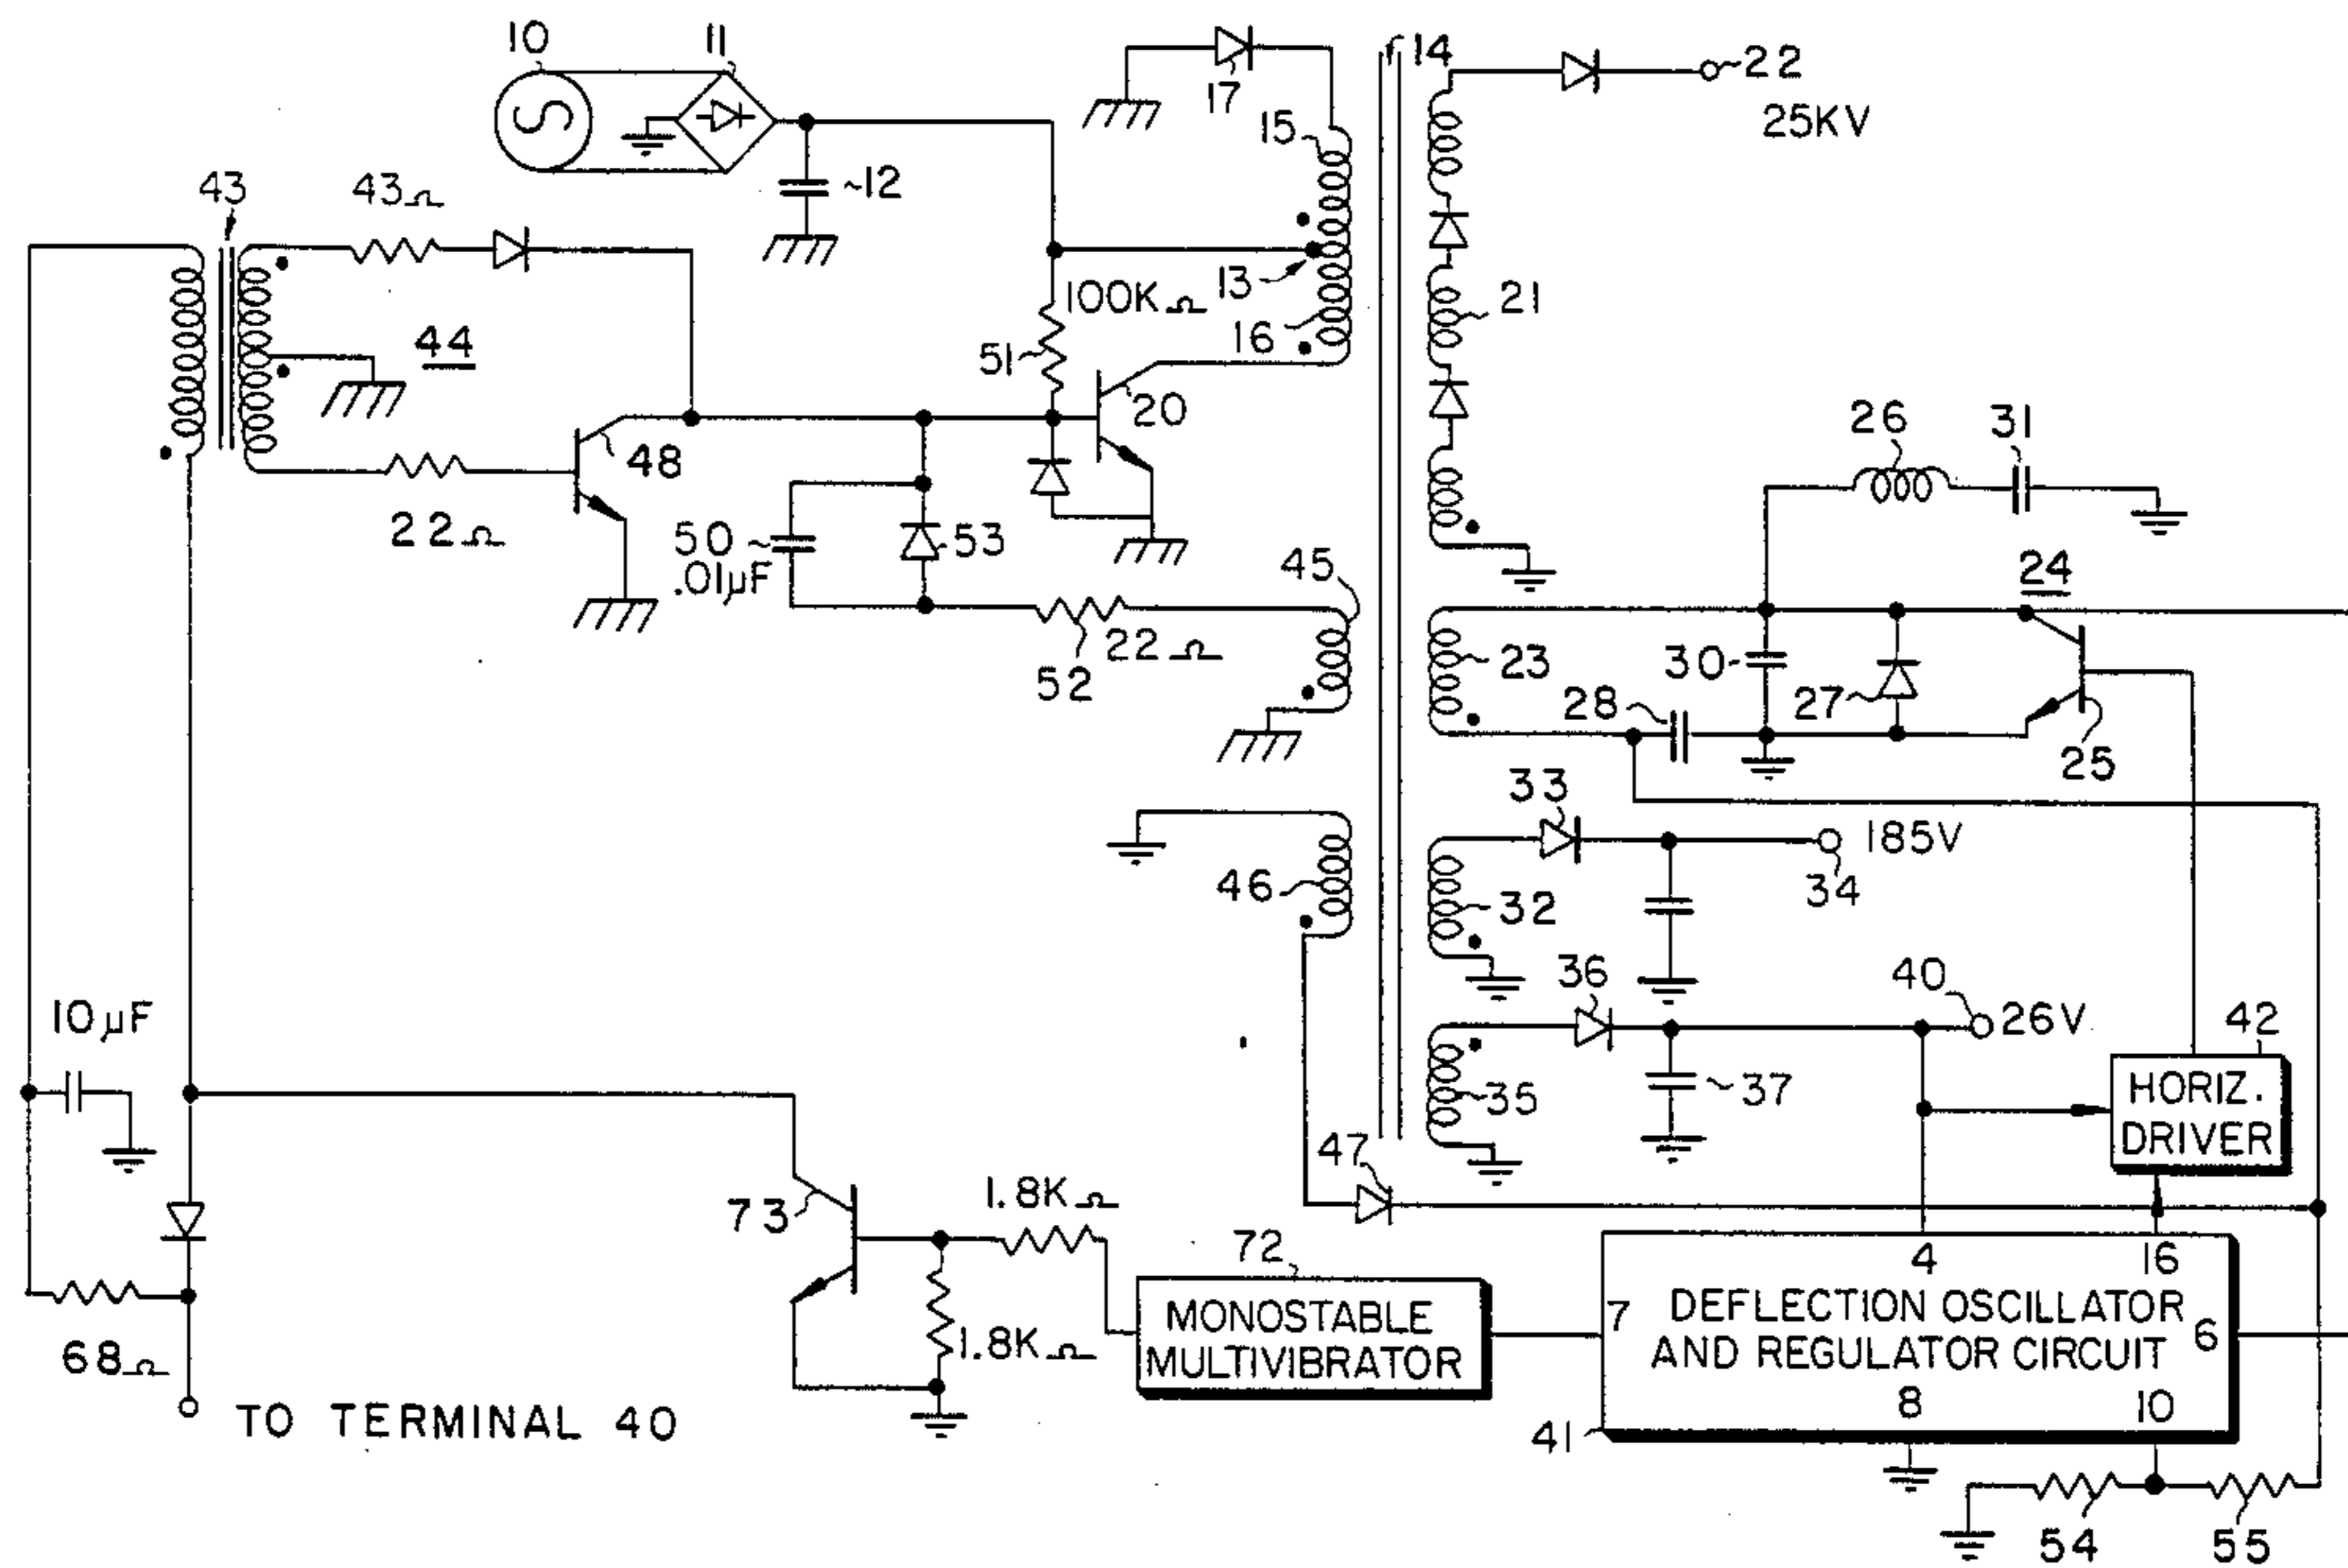 10
11
~12
17
14
22
25KV
15
13
16
21
43
43Ω
44
100KΩ
51
20
48
22Ω
50
.01µF
53
52
22Ω
45
26
31
24
23
30
27
28
25
33
185V
34
46
32
36
40
26V
42
35
~37
HORIZ.
DRIVER
10µF
47
73
1.8KΩ
72
1.8KΩ
MONOSTABLE
MULTIVIBRATOR
4
16
7
DEFLECTION OSCILLATOR
AND REGULATOR CIRCUIT
6
8
10
41
68Ω
TO TERMINAL 40
54
55